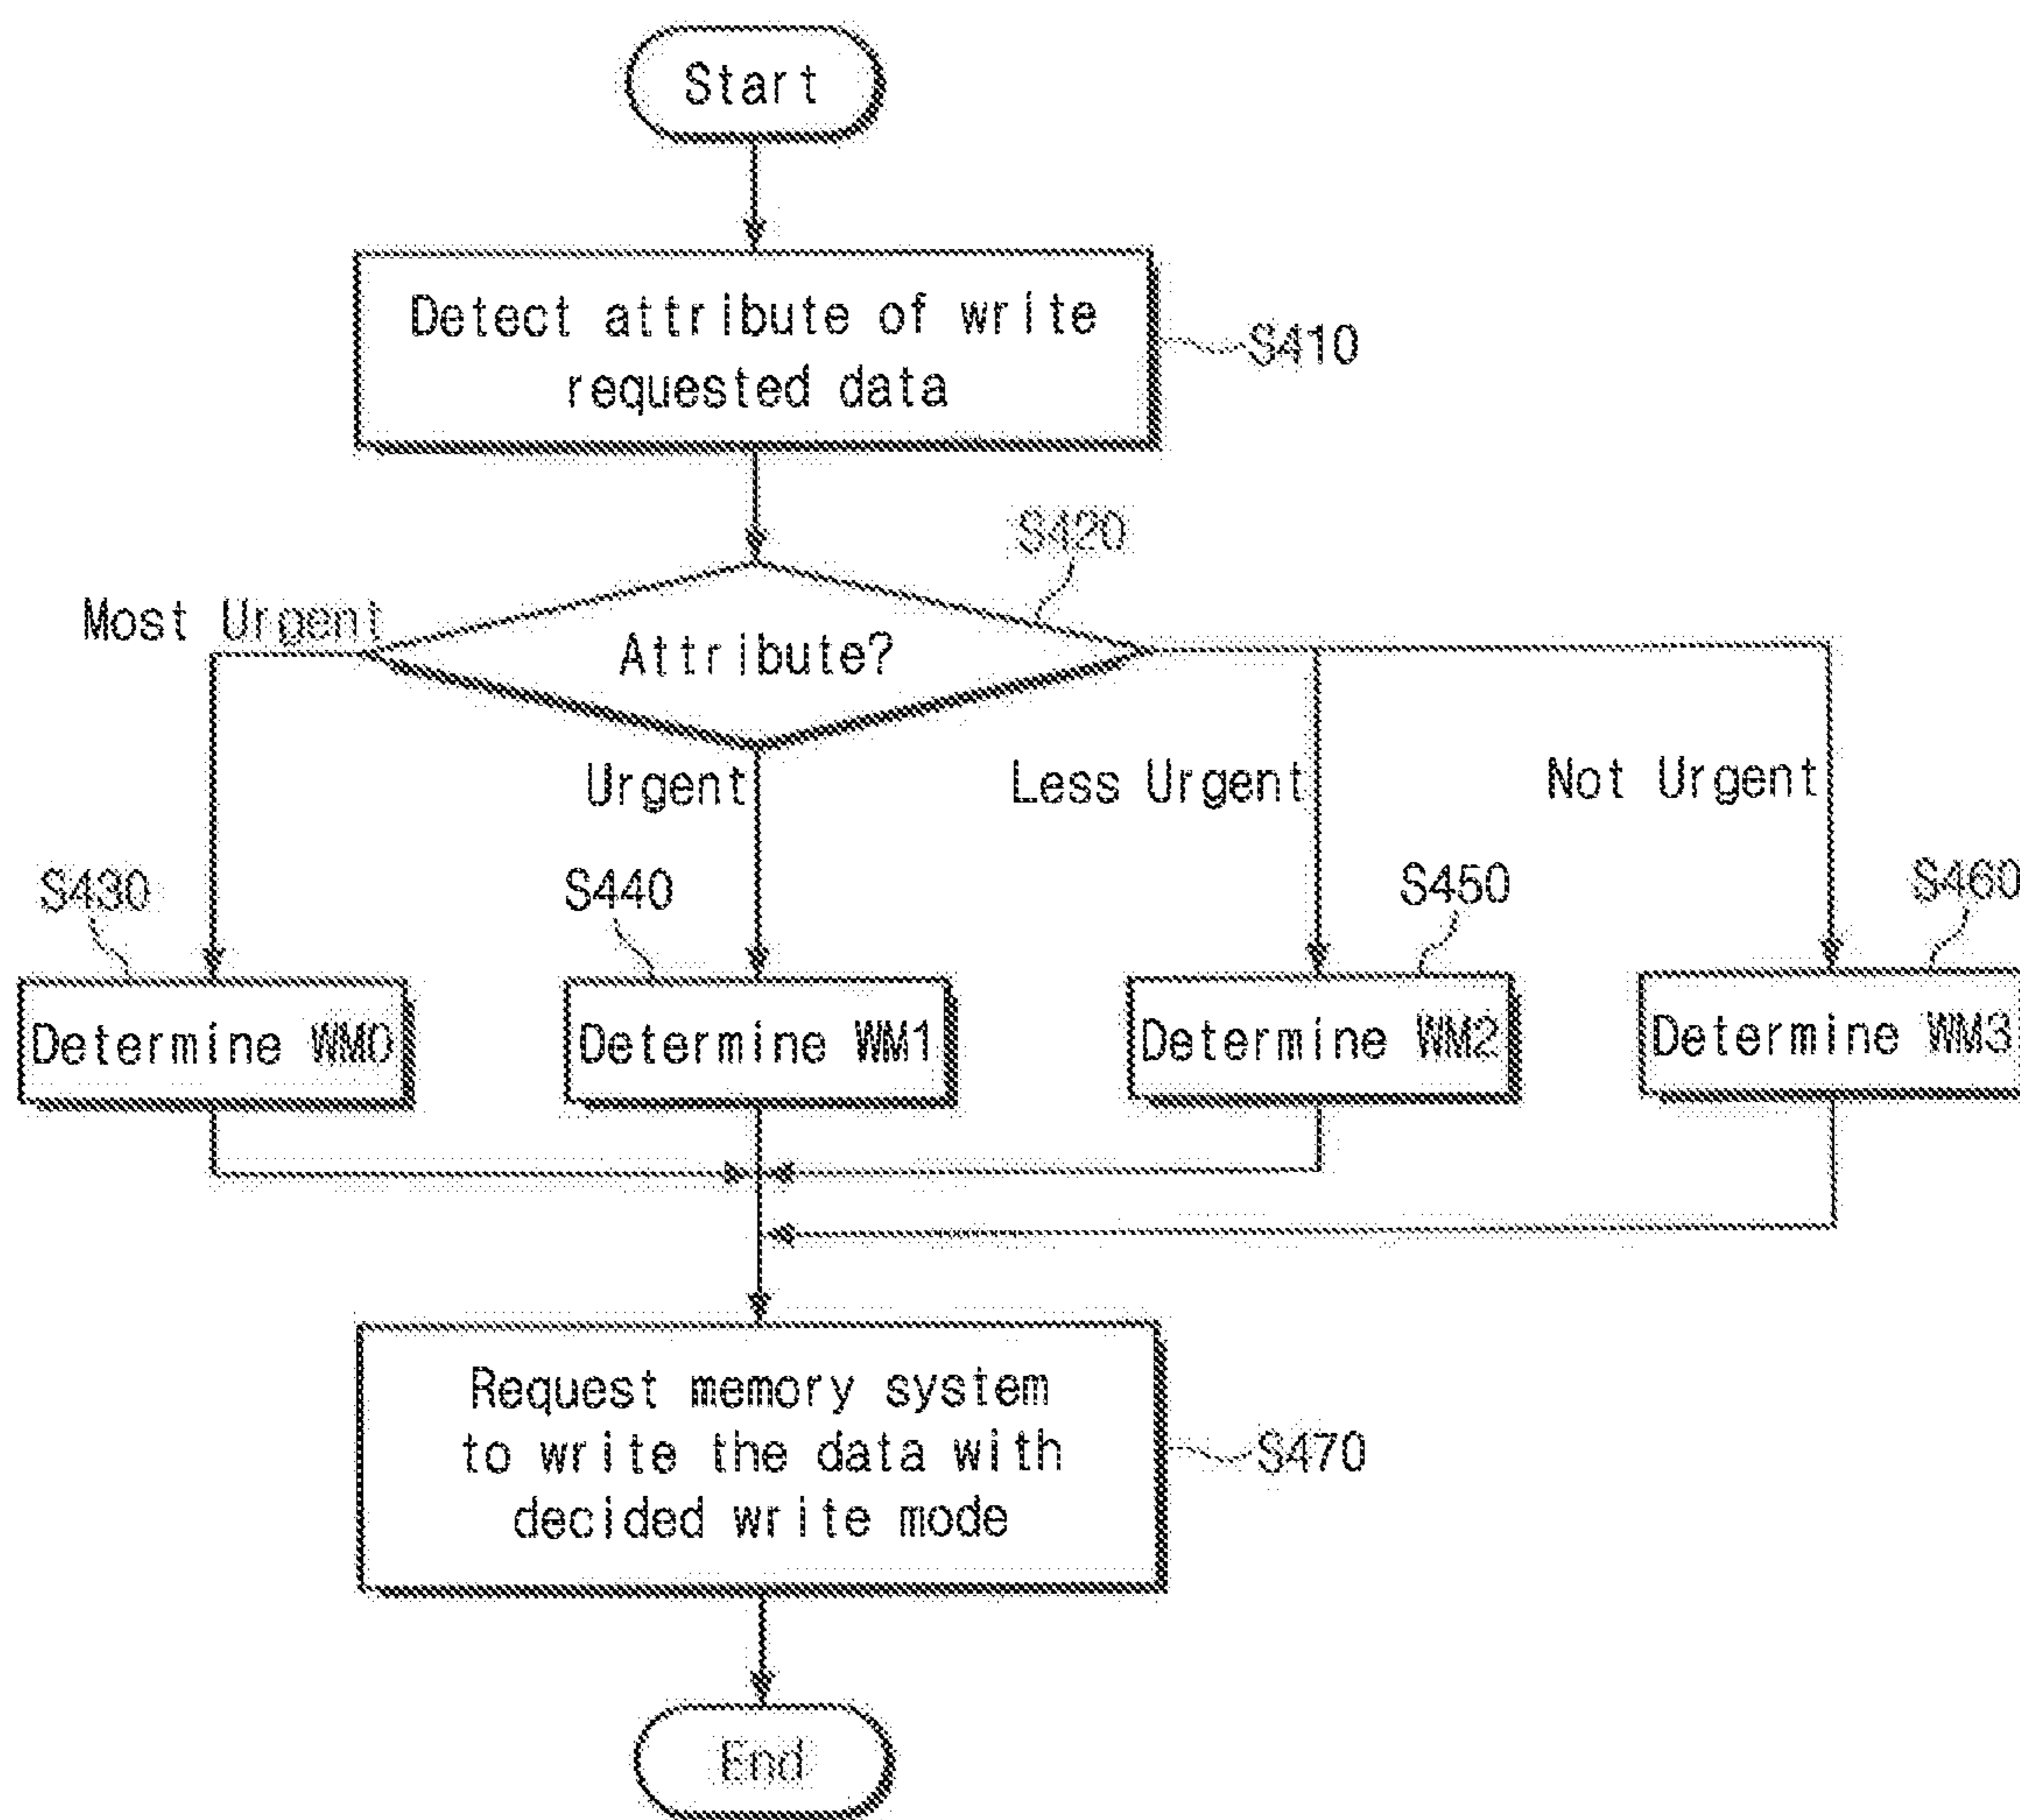 Start
Detect attribute of write
requested data
S410
S420
Most Urgent
Attribute?
Urgent
Less Urgent
Not Urgent
S430
S440
S450
S460
Determine WM0
Determine WM1
Determine WM2
Determine WM3
Request memory system
to write the data with
decided write mode
S470
End